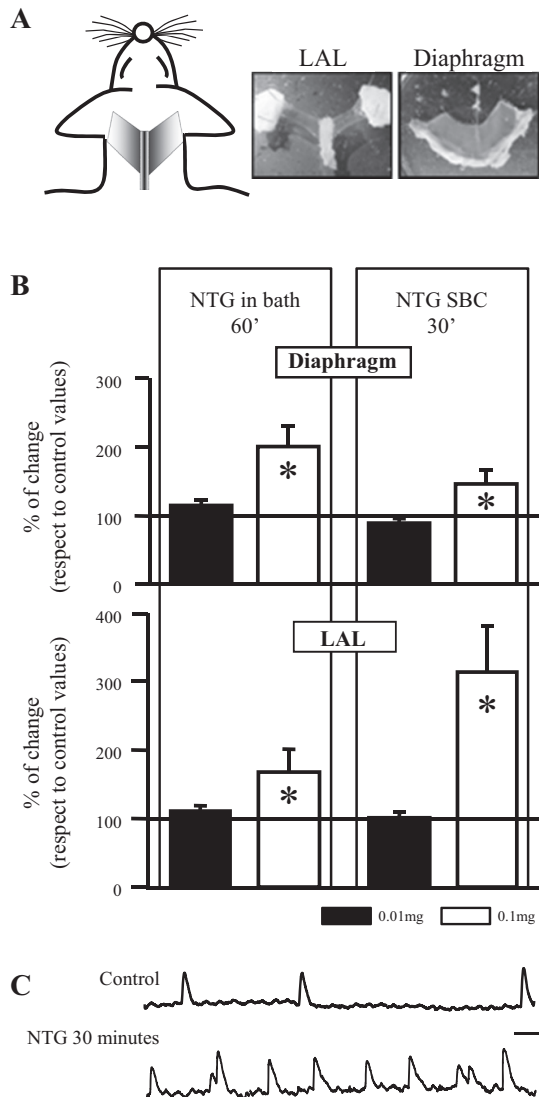 A
LAL
Diaphragm
B
NTG in bath
60’
NTG SBC
30’
Diaphragm
% of change
(respect to control values)
300
200
100
0
*
*
LAL
% of change
(respect to control values)
400
300
200
100
0
*
*
0.01mg
0.1mg
C
Control
NTG 30 minutes